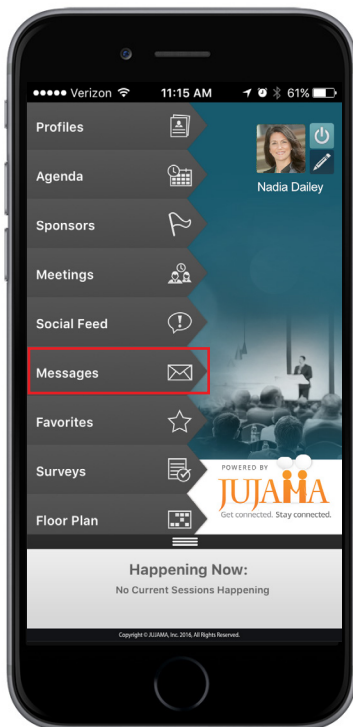 Verizon 11:15 AM 61%
Profiles
Agenda
Nadia Dailey
Sponsors
Meetings
Social Feed
Messages
Favorites
Surveys
POWERED BY
JUJAMA
Get connected. Stay connected.
Floor Plan
Happening Now:
No Current Sessions Happening
Copyright © JUJAMA, Inc. 2016, All Rights Reserved.